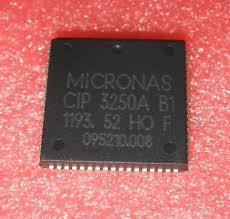 MICRONAS
CIP 3250A B1
1193. 52 HO F
095210.008